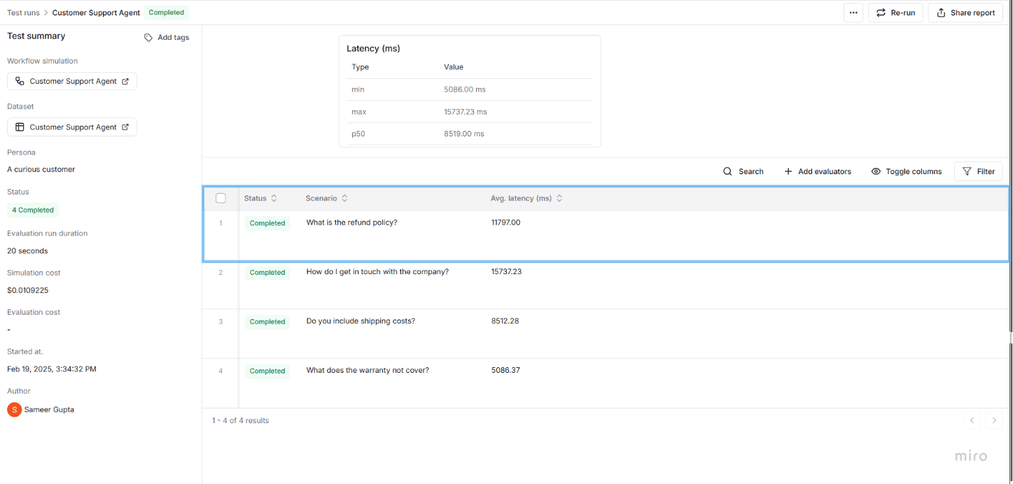 Test runs > Customer Support Agent Completed
Re-run
Share report
Test summary
Add tags
Workflow simulation
Customer Support Agent
Dataset
Customer Support Agent
Persona
A curious customer
Status
4 Completed
Evaluation run duration
20 seconds
Simulation cost
$0.0109225
Evaluation cost
-
Started at.
Feb 19, 2025, 3:34:32 PM
Author
S Sameer Gupta
Latency (ms)
Type Value
min 5086.00 ms
max 15737.23 ms
p50 8519.00 ms
Search Add evaluators Toggle columns Filter
Status Scenario Avg. latency (ms)
1 Completed What is the refund policy? 11797.00
2 Completed How do I get in touch with the company? 15737.23
3 Completed Do you include shipping costs? 8512.28
4 Completed What does the warranty not cover? 5086.37
1 - 4 of 4 results
miro